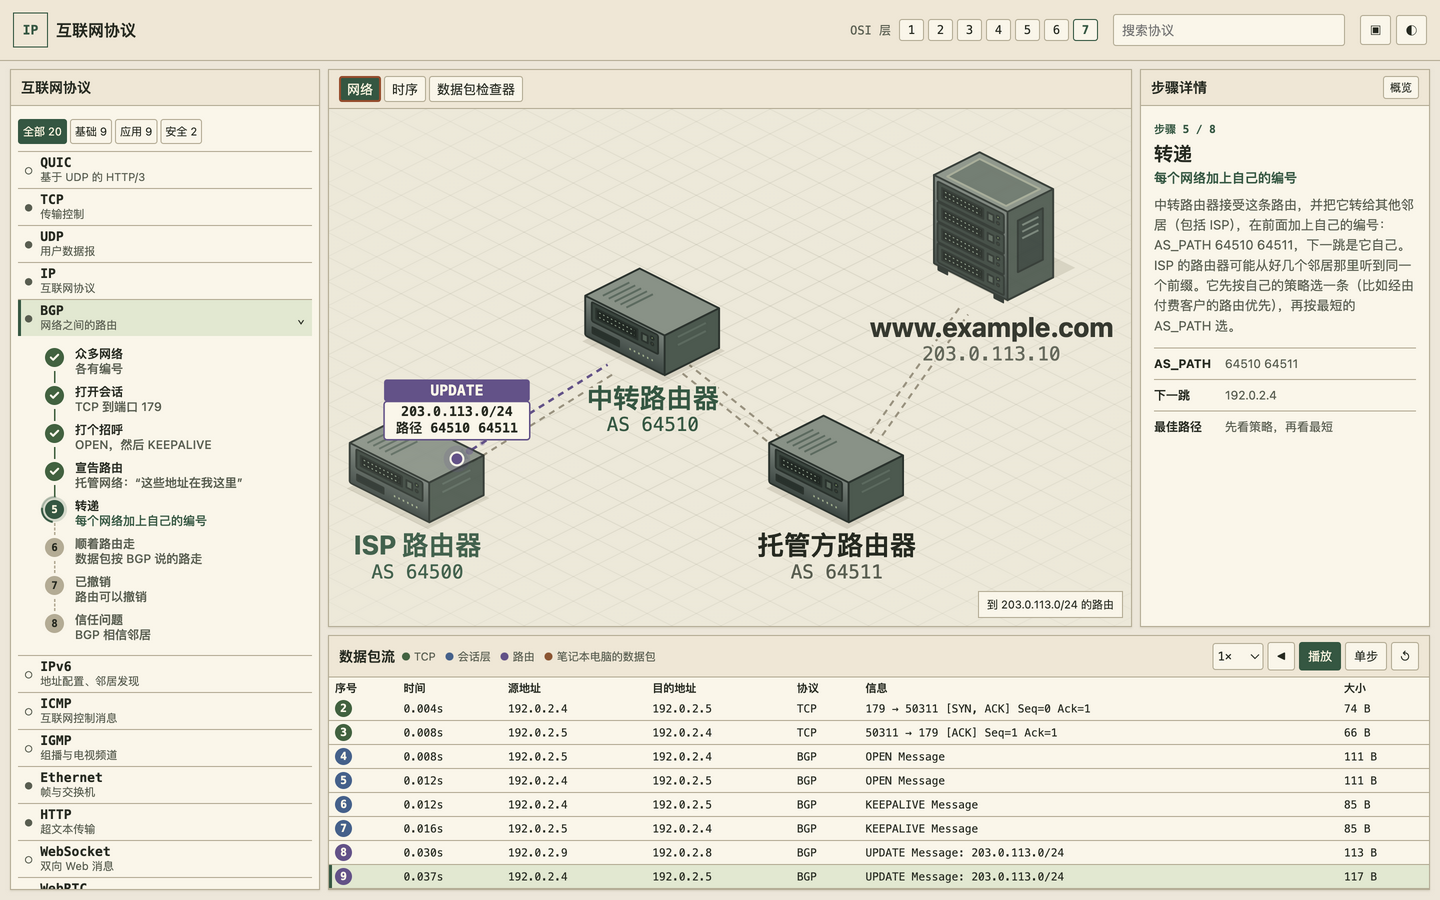 IP 互联网协议
OSI 层 1 2 3 4 5 6 7
搜索协议
互联网协议
全部 20 基础 9 应用 9 安全 2
QUIC
基于 UDP 的 HTTP/3
TCP
传输控制
UDP
用户数据报
IP
互联网协议
BGP
网络之间的路由
众多网络
各有编号
打开会话
TCP 到端口 179
打个招呼
OPEN，然后 KEEPALIVE
宣告路由
托管网络：“这些地址在我这里”
5 转递
每个网络加上自己的编号
6 顺着路由走
数据包按 BGP 说的路走
7 已撤销
路由可以撤销
8 信任问题
BGP 相信邻居
IPv6
地址配置、邻居发现
ICMP
互联网控制消息
IGMP
组播与电视频道
Ethernet
帧与交换机
HTTP
超文本传输
WebSocket
双向 Web 消息
WebRTC
网络 时序 数据包检查器
www.example.com
203.0.113.10
UPDATE
203.0.113.0/24
路径 64510 64511
中转路由器
AS 64510
ISP 路由器
AS 64500
托管方路由器
AS 64511
到 203.0.113.0/24 的路由
步骤详情 概览
步骤 5 / 8
转递
每个网络加上自己的编号
中转路由器接受这条路由，并把它转给其他邻
居（包括 ISP），在前面加上自己的编号：
AS_PATH 64510 64511，下一跳是它自己。
ISP 的路由器可能从好几个邻居那里听到同一
个前缀。它先按自己的策略选一条（比如经由
付费客户的路由优先），再按最短的
AS_PATH 选。
AS_PATH 64510 64511
下一跳 192.0.2.4
最佳路径 先看策略，再看最短
数据包流 TCP 会话层 路由 笔记本电脑的数据包
1× 播放 单步
序号 时间 源地址 目的地址 协议 信息 大小
2 0.004s 192.0.2.4 192.0.2.5 TCP 179 → 50311 [SYN, ACK] Seq=0 Ack=1 74 B
3 0.008s 192.0.2.5 192.0.2.4 TCP 50311 → 179 [ACK] Seq=1 Ack=1 66 B
4 0.008s 192.0.2.5 192.0.2.4 BGP OPEN Message 111 B
5 0.012s 192.0.2.4 192.0.2.5 BGP OPEN Message 111 B
6 0.012s 192.0.2.4 192.0.2.5 BGP KEEPALIVE Message 85 B
7 0.016s 192.0.2.5 192.0.2.4 BGP KEEPALIVE Message 85 B
8 0.030s 192.0.2.9 192.0.2.8 BGP UPDATE Message: 203.0.113.0/24 113 B
9 0.037s 192.0.2.4 192.0.2.5 BGP UPDATE Message: 203.0.113.0/24 117 B